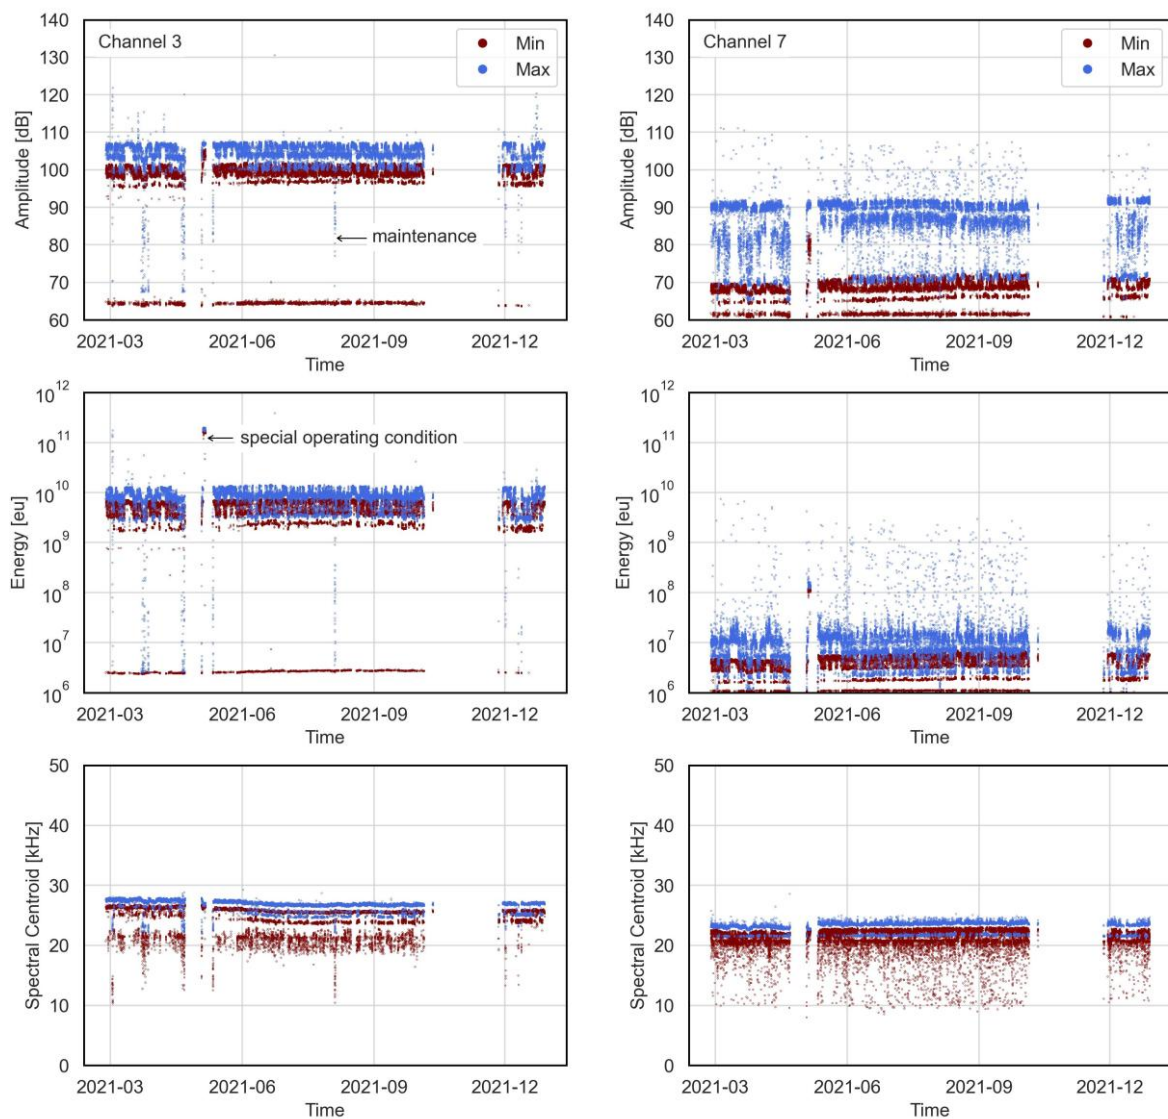 Channel 3
Min
Max
maintenance
Amplitude [dB]
140
130
120
110
100
90
80
70
60
2021-03 2021-06 2021-09 2021-12
Time
Channel 7
Min
Max
Amplitude [dB]
140
130
120
110
100
90
80
70
60
2021-03 2021-06 2021-09 2021-12
Time
special operating condition
Energy [eu]
10^12
10^11
10^10
10^9
10^8
10^7
10^6
2021-03 2021-06 2021-09 2021-12
Time
Energy [eu]
10^12
10^11
10^10
10^9
10^8
10^7
10^6
2021-03 2021-06 2021-09 2021-12
Time
Spectral Centroid [kHz]
50
40
30
20
10
0
2021-03 2021-06 2021-09 2021-12
Time
Spectral Centroid [kHz]
50
40
30
20
10
0
2021-03 2021-06 2021-09 2021-12
Time